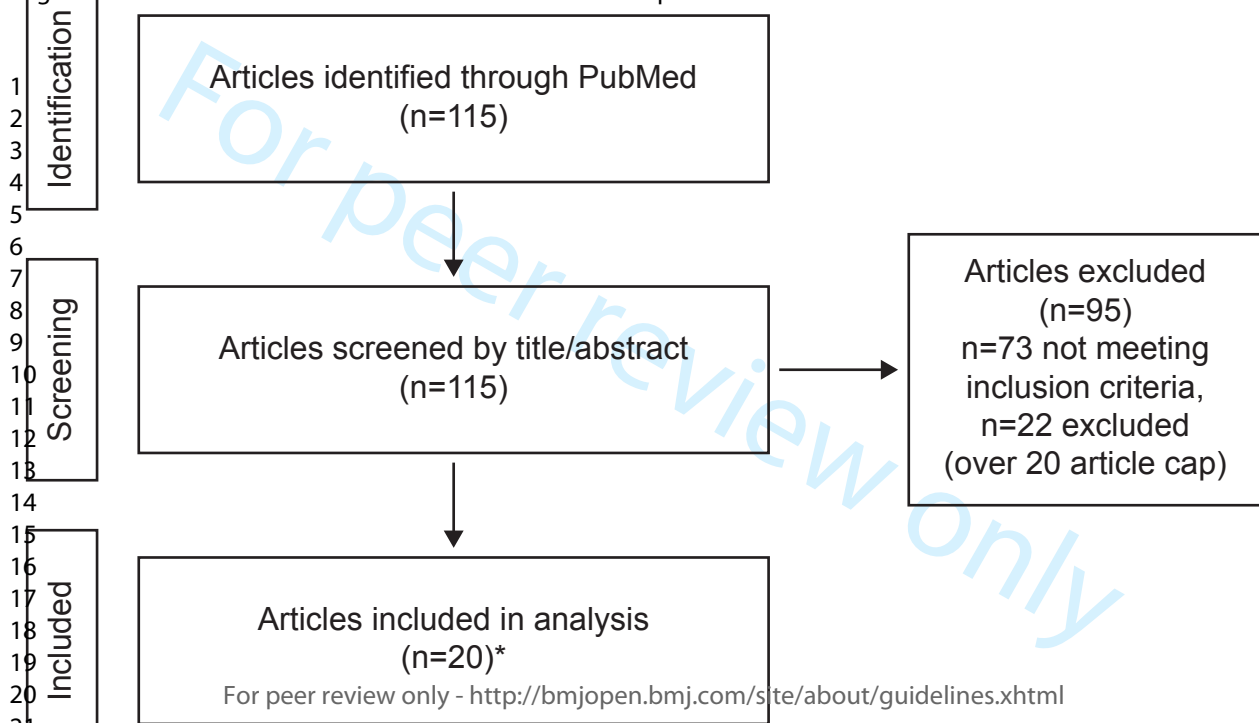 Identification
Articles identified through PubMed
(n=115)
1
2
3
4
5
6
7
8
9
10
11
12
13
14
15
16
17
18
19
20
Screening
Articles screened by title/abstract
(n=115)
Articles excluded
(n=95)
n=73 not meeting
inclusion criteria,
n=22 excluded
(over 20 article cap)
Included
Articles included in analysis
(n=20)*
For peer review only
For peer review only - http://bmjopen.bmj.com/site/about/guidelines.xhtml